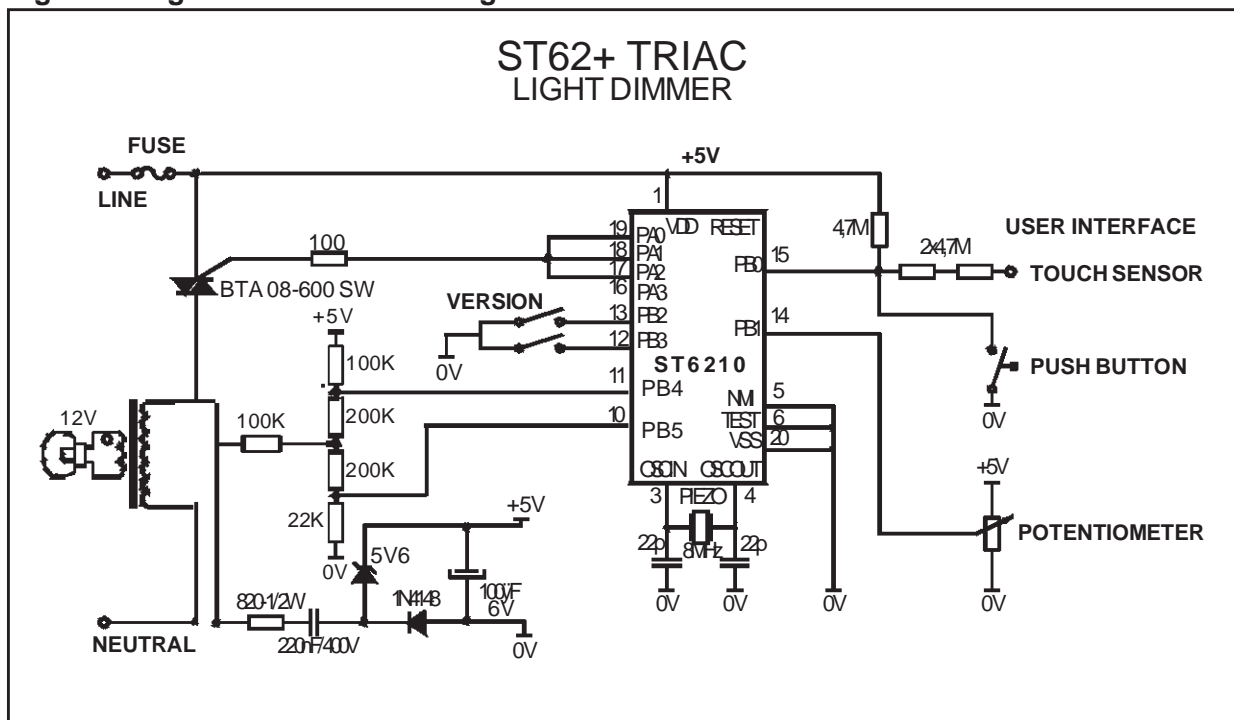 ST62+ TRIAC
LIGHT DIMMER
FUSE
LINE
+5V
1
VDD
RESET
4,7M
USER INTERFACE
100
19
PA0
18
PA1
17
PA2
16
PA3
PB0
15
2x4,7M
TOUCH SENSOR
BTA 08-600 SW
VERSION
13
PB2
12
PB3
PB1
14
+5V
0V
ST6210
PUSH BUTTON
100K
11
PB4
NMI
5
0V
12V
100K
200K
10
PB5
TEST
6
VSS
20
200K
OSCIN
OSCOUT
+5V
3
PIEZO
4
22K
+5V
POTENTIOMETER
5V6
22p
8MHz
22p
0V
820-1/2W
1N4148
6V
0V
0V
0V
0V
NEUTRAL
220nF/400V
0V